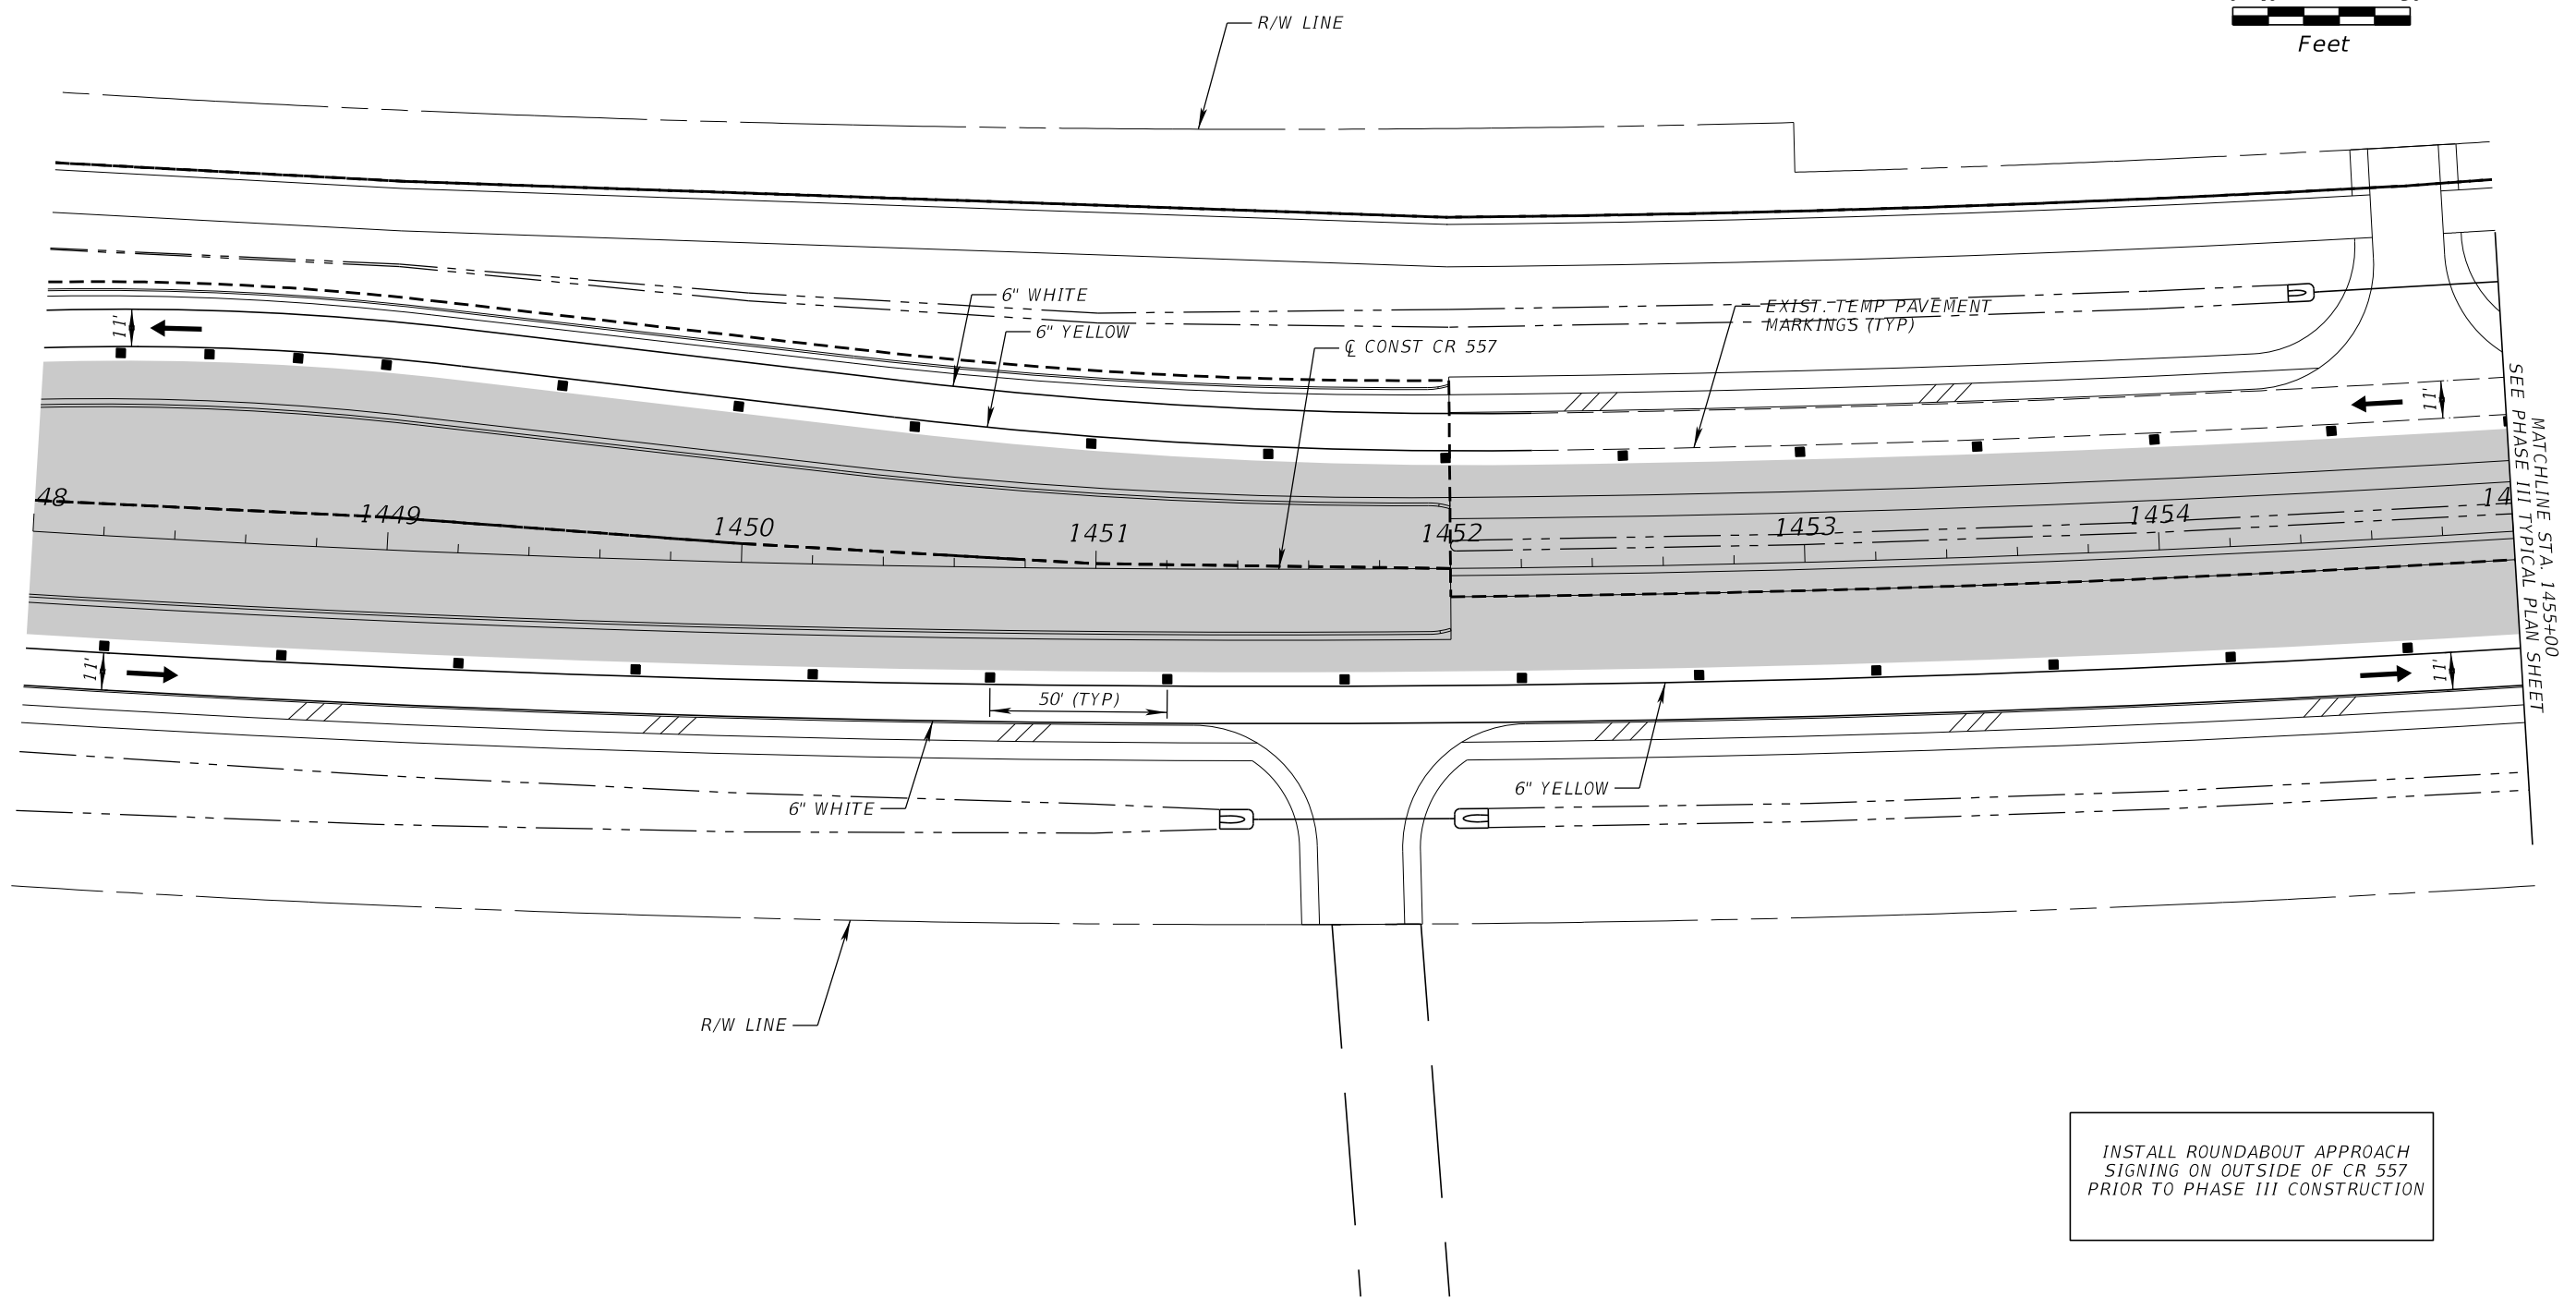 Feet
R/W LINE
6" WHITE
6" YELLOW
EXIST. TEMP PAVEMENT
MARKINGS (TYP)
℄ CONST CR 557
11'
11'
48
1449
1450
1451
1452
1453
1454
14
MATCHLINE STA. 1455+00
SEE PHASE III TYPICAL PLAN SHEET
11'
11'
50' (TYP)
6" WHITE
6" YELLOW
R/W LINE
INSTALL ROUNDABOUT APPROACH
SIGNING ON OUTSIDE OF CR 557
PRIOR TO PHASE III CONSTRUCTION